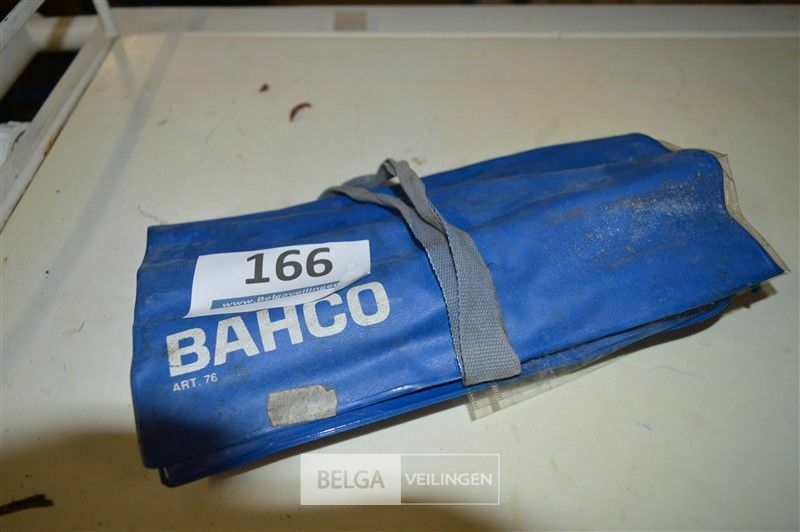 166
www.Belgaveilingen
BAHCO
ART. 76
BELGA VEILINGEN